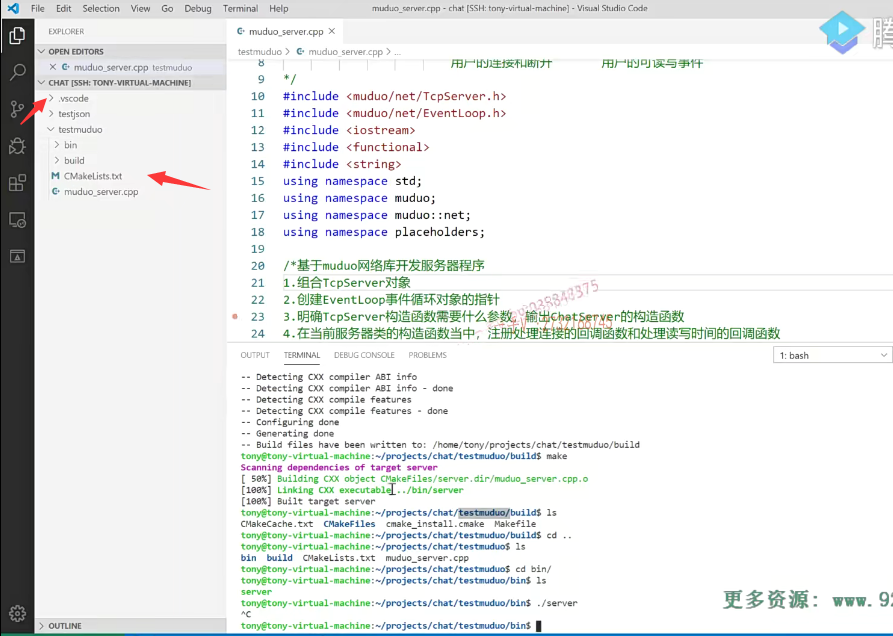 File Edit Selection View Go Debug Terminal Help muduo_server.cpp - chat [SSH: tony-virtual-machine] - Visual Studio Code
EXPLORER
OPEN EDITORS
muduo_server.cpp testmuduo
CHAT [SSH: TONY-VIRTUAL-MACHINE]
.vscode
testjson
testmuduo
bin
build
CMakeLists.txt
muduo_server.cpp
OUTLINE
muduo_server.cpp
testmuduo > muduo_server.cpp > ...
8 用户的连接和断开 用户的可读写事件
9 */
10 #include <muduo/net/TcpServer.h>
11 #include <muduo/net/EventLoop.h>
12 #include <iostream>
13 #include <functional>
14 #include <string>
15 using namespace std;
16 using namespace muduo;
17 using namespace muduo::net;
18 using namespace placeholders;
19
20 /*基于muduo网络库开发服务器程序
21 1.组合TcpServer对象
22 2.创建EventLoop事件循环对象的指针
23 3.明确TcpServer构造函数需要什么参数，输出ChatServer的构造函数
24 4.在当前服务器类的构造函数当中，注册处理连接的回调函数和处理读写时间的回调函数
OUTPUT TERMINAL DEBUG CONSOLE PROBLEMS 1: bash
-- Detecting CXX compiler ABI info
-- Detecting CXX compiler ABI info - done
-- Detecting CXX compile features
-- Detecting CXX compile features - done
-- Configuring done
-- Generating done
-- Build files have been written to: /home/tony/projects/chat/testmuduo/build
tony@tony-virtual-machine:~/projects/chat/testmuduo/build$ make
Scanning dependencies of target server
[ 50%] Building CXX object CMakeFiles/server.dir/muduo_server.cpp.o
[100%] Linking CXX executable ../bin/server
[100%] Built target server
tony@tony-virtual-machine:~/projects/chat/testmuduo/build$ ls
CMakeCache.txt CMakeFiles cmake_install.cmake Makefile
tony@tony-virtual-machine:~/projects/chat/testmuduo/build$ cd ..
tony@tony-virtual-machine:~/projects/chat/testmuduo$ ls
bin build CMakeLists.txt muduo_server.cpp
tony@tony-virtual-machine:~/projects/chat/testmuduo$ cd bin/
tony@tony-virtual-machine:~/projects/chat/testmuduo/bin$ ls
server
tony@tony-virtual-machine:~/projects/chat/testmuduo/bin$ ./server
^C
tony@tony-virtual-machine:~/projects/chat/testmuduo/bin$
更多资源: www.92